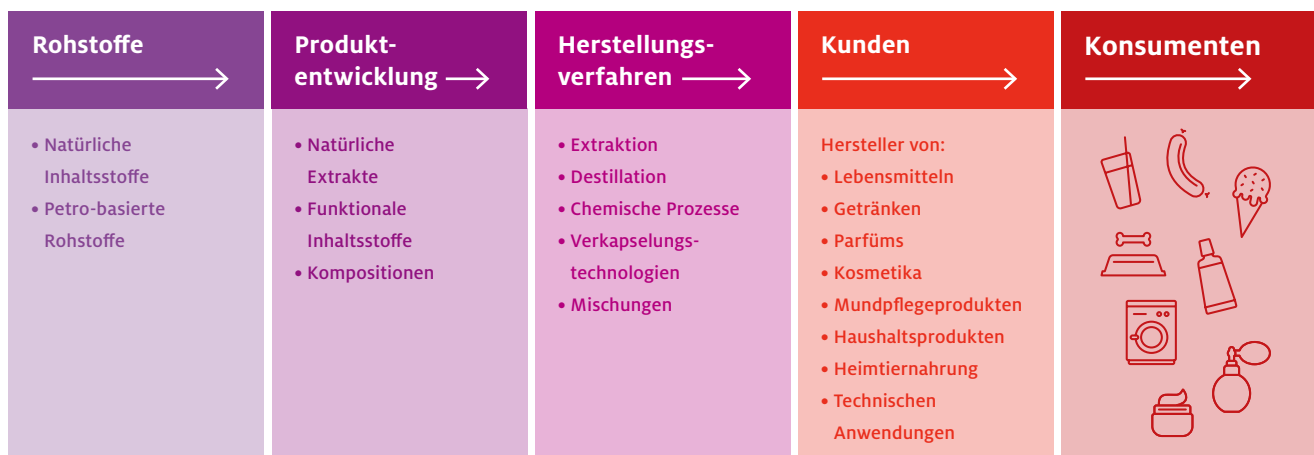 Rohstoffe
• Natürliche
Inhaltsstoffe
• Petro-basierte
Rohstoffe
Produkt-
entwicklung
• Natürliche
Extrakte
• Funktionale
Inhaltsstoffe
• Kompositionen
Herstellungs-
verfahren
• Extraktion
• Destillation
• Chemische Prozesse
• Verkapselungs-
technologien
• Mischungen
Kunden
Hersteller von:
• Lebensmitteln
• Getränken
• Parfüms
• Kosmetika
• Mundpflegeprodukten
• Haushaltsprodukten
• Heimtiernahrung
• Technischen
Anwendungen
Konsumenten